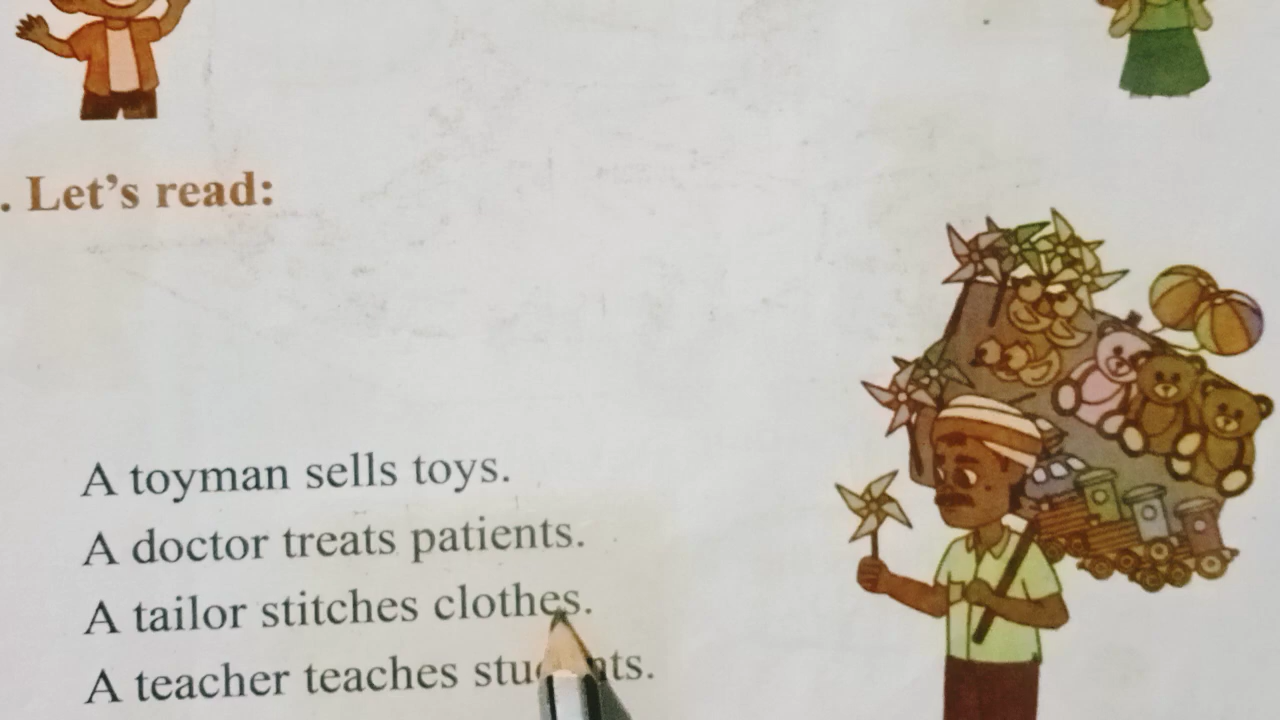 . Let's read:
A toyman sells toys.
A doctor treats patients.
A tailor stitches clothes.
A teacher teaches